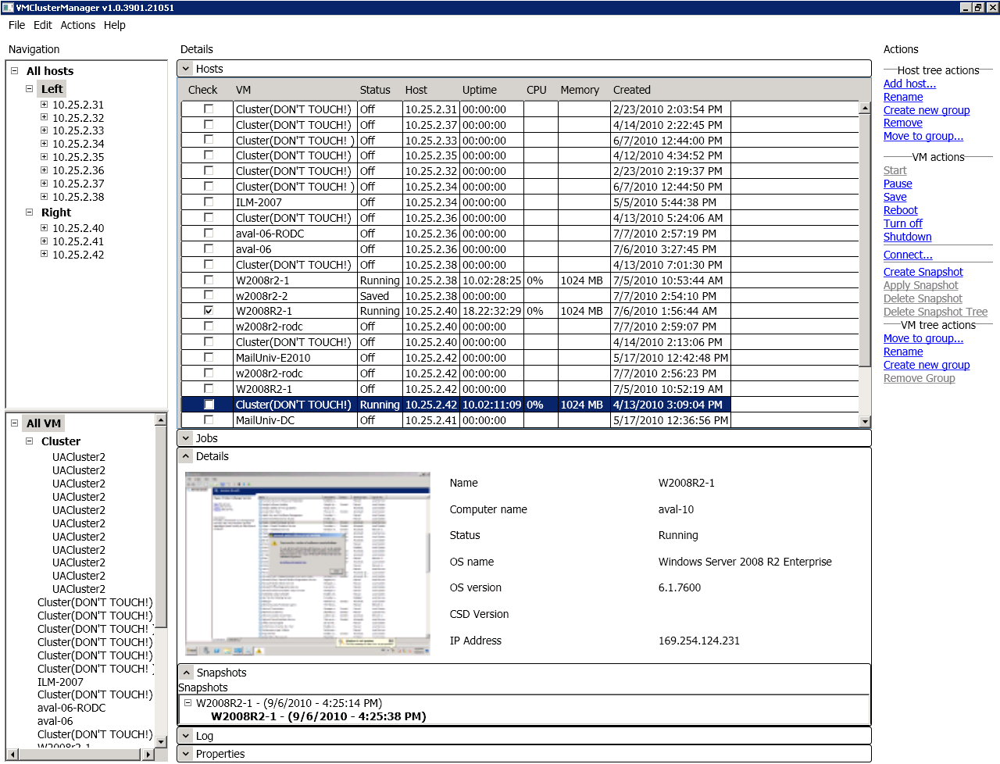 VMClusterManager v1.0.3901.21051
File Edit Actions Help
Navigation
All hosts
Left
10.25.2.31
10.25.2.32
10.25.2.33
10.25.2.34
10.25.2.35
10.25.2.36
10.25.2.37
10.25.2.38
Right
10.25.2.40
10.25.2.41
10.25.2.42
All VM
Cluster
UACluster2
UACluster2
UACluster2
UACluster2
UACluster2
UACluster2
UACluster2
UACluster2
UACluster2
UACluster2
UACluster2
Cluster(DON'T TOUCH!)
Cluster(DON'T TOUCH!)
Cluster(DON'T TOUCH! )
Cluster(DON'T TOUCH!)
Cluster(DON'T TOUCH!)
Cluster(DON'T TOUCH! )
ILM-2007
Cluster(DON'T TOUCH!)
aval-06-RODC
aval-06
Cluster(DON'T TOUCH!)
W2008r2-1
Details
Hosts
Check VM Status Host Uptime CPU Memory Created
Cluster(DON'T TOUCH!) Off 10.25.2.31 00:00:00 2/23/2010 2:03:54 PM
Cluster(DON'T TOUCH!) Off 10.25.2.37 00:00:00 4/14/2010 2:22:45 PM
Cluster(DON'T TOUCH! ) Off 10.25.2.33 00:00:00 6/7/2010 12:44:00 PM
Cluster(DON'T TOUCH!) Off 10.25.2.35 00:00:00 4/12/2010 4:34:52 PM
Cluster(DON'T TOUCH!) Off 10.25.2.32 00:00:00 2/23/2010 2:19:37 PM
Cluster(DON'T TOUCH! ) Off 10.25.2.34 00:00:00 6/7/2010 12:44:50 PM
ILM-2007 Off 10.25.2.34 00:00:00 5/5/2010 5:44:38 PM
Cluster(DON'T TOUCH!) Off 10.25.2.36 00:00:00 4/13/2010 5:24:06 AM
aval-06-RODC Off 10.25.2.36 00:00:00 7/7/2010 2:57:19 PM
aval-06 Off 10.25.2.36 00:00:00 7/6/2010 3:27:45 PM
Cluster(DON'T TOUCH!) Off 10.25.2.38 00:00:00 4/13/2010 7:01:30 PM
W2008r2-1 Running 10.25.2.38 10.02:28:25 0% 1024 MB 7/5/2010 10:53:44 AM
w2008r2-2 Saved 10.25.2.38 00:00:00 7/7/2010 2:54:10 PM
W2008R2-1 Running 10.25.2.40 18.22:32:29 0% 1024 MB 7/6/2010 1:56:44 AM
w2008r2-rodc Off 10.25.2.40 00:00:00 7/7/2010 2:59:07 PM
Cluster(DON'T TOUCH!) Off 10.25.2.40 00:00:00 4/14/2010 2:13:06 PM
MailUniv-E2010 Off 10.25.2.42 00:00:00 5/17/2010 12:42:48 PM
w2008r2-rodc Off 10.25.2.42 00:00:00 7/7/2010 2:56:23 PM
W2008R2-1 Off 10.25.2.42 00:00:00 7/5/2010 10:52:19 AM
Cluster(DON'T TOUCH!) Running 10.25.2.42 10.02:11:09 0% 1024 MB 4/13/2010 3:09:04 PM
MailUniv-DC Off 10.25.2.41 00:00:00 5/17/2010 12:36:56 PM
Jobs
Details
Name W2008R2-1
Computer name aval-10
Status Running
OS name Windows Server 2008 R2 Enterprise
OS version 6.1.7600
CSD Version
IP Address 169.254.124.231
Snapshots
Snapshots
W2008R2-1 - (9/6/2010 - 4:25:14 PM)
W2008R2-1 - (9/6/2010 - 4:25:38 PM)
Log
Properties
Actions
Host tree actions
Add host...
Rename
Create new group
Remove
Move to group...
VM actions
Start
Pause
Save
Reboot
Turn off
Shutdown
Connect...
Create Snapshot
Apply Snapshot
Delete Snapshot
Delete Snapshot Tree
VM tree actions
Move to group...
Rename
Create new group
Remove Group